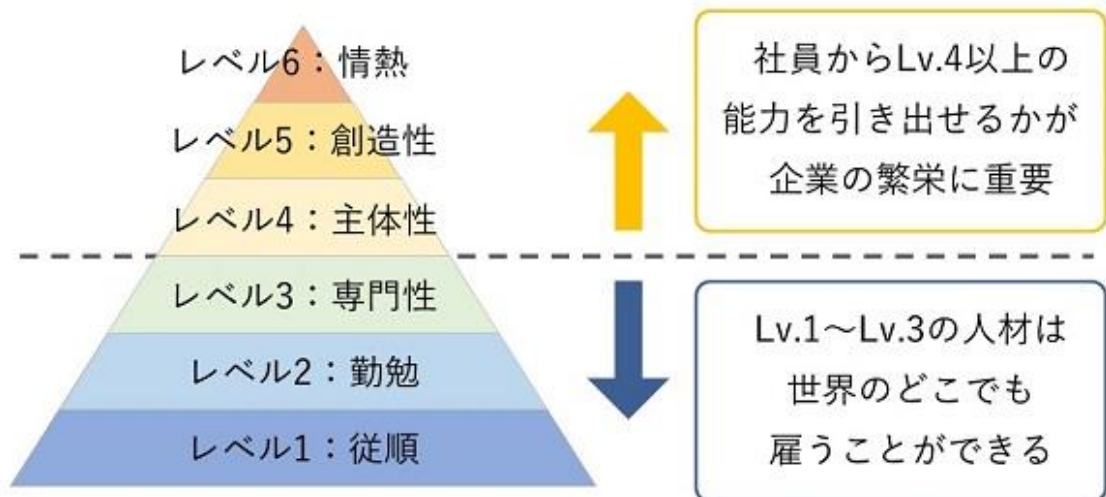 レベル6：情熱
レベル5：創造性
レベル4：主体性
レベル3：専門性
レベル2：勤勉
レベル1：従順
社員からLv.4以上の
能力を引き出せるかが
企業の繁栄に重要
Lv.1～Lv.3の人材は
世界のどこでも
雇うことができる